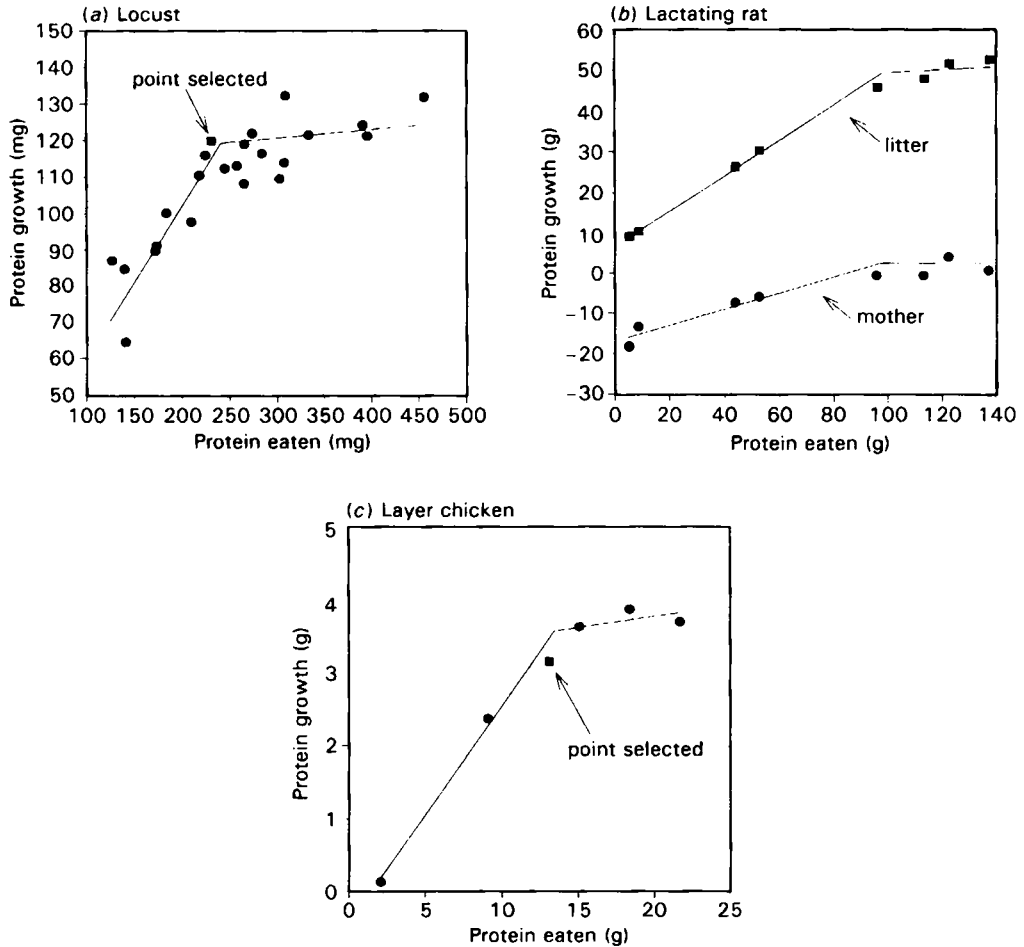 (a) Locust
150
140
130
120
110
100
90
80
70
60
50
100 150 200 250 300 350 400 450 500
Protein growth (mg)
Protein eaten (mg)
point selected
(b) Lactating rat
60
50
40
30
20
10
0
−10
−20
−30
0 20 40 60 80 100 120 140
Protein growth (g)
Protein eaten (g)
litter
mother
(c) Layer chicken
5
4
3
2
1
0
0 5 10 15 20 25
Protein growth (g)
Protein eaten (g)
point selected